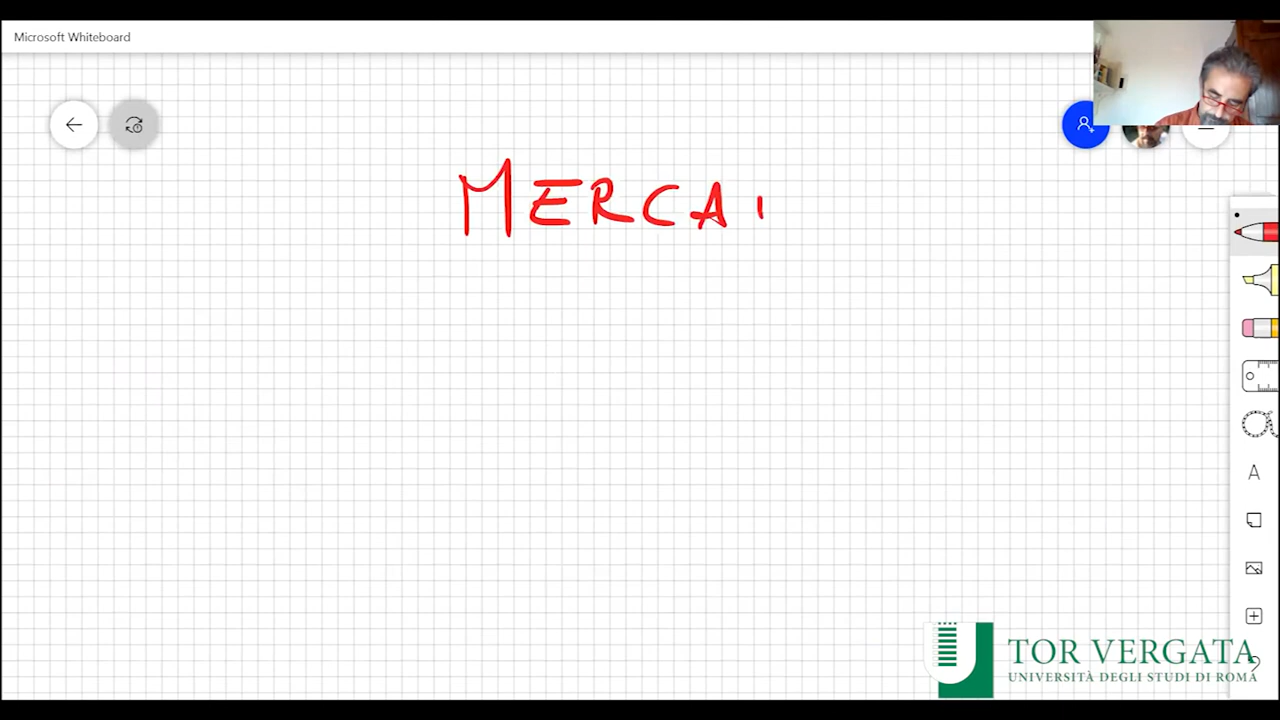 Microsoft Whiteboard
MERCA
A
TOR VERGATA
UNIVERSITÀ DEGLI STUDI DI ROMA